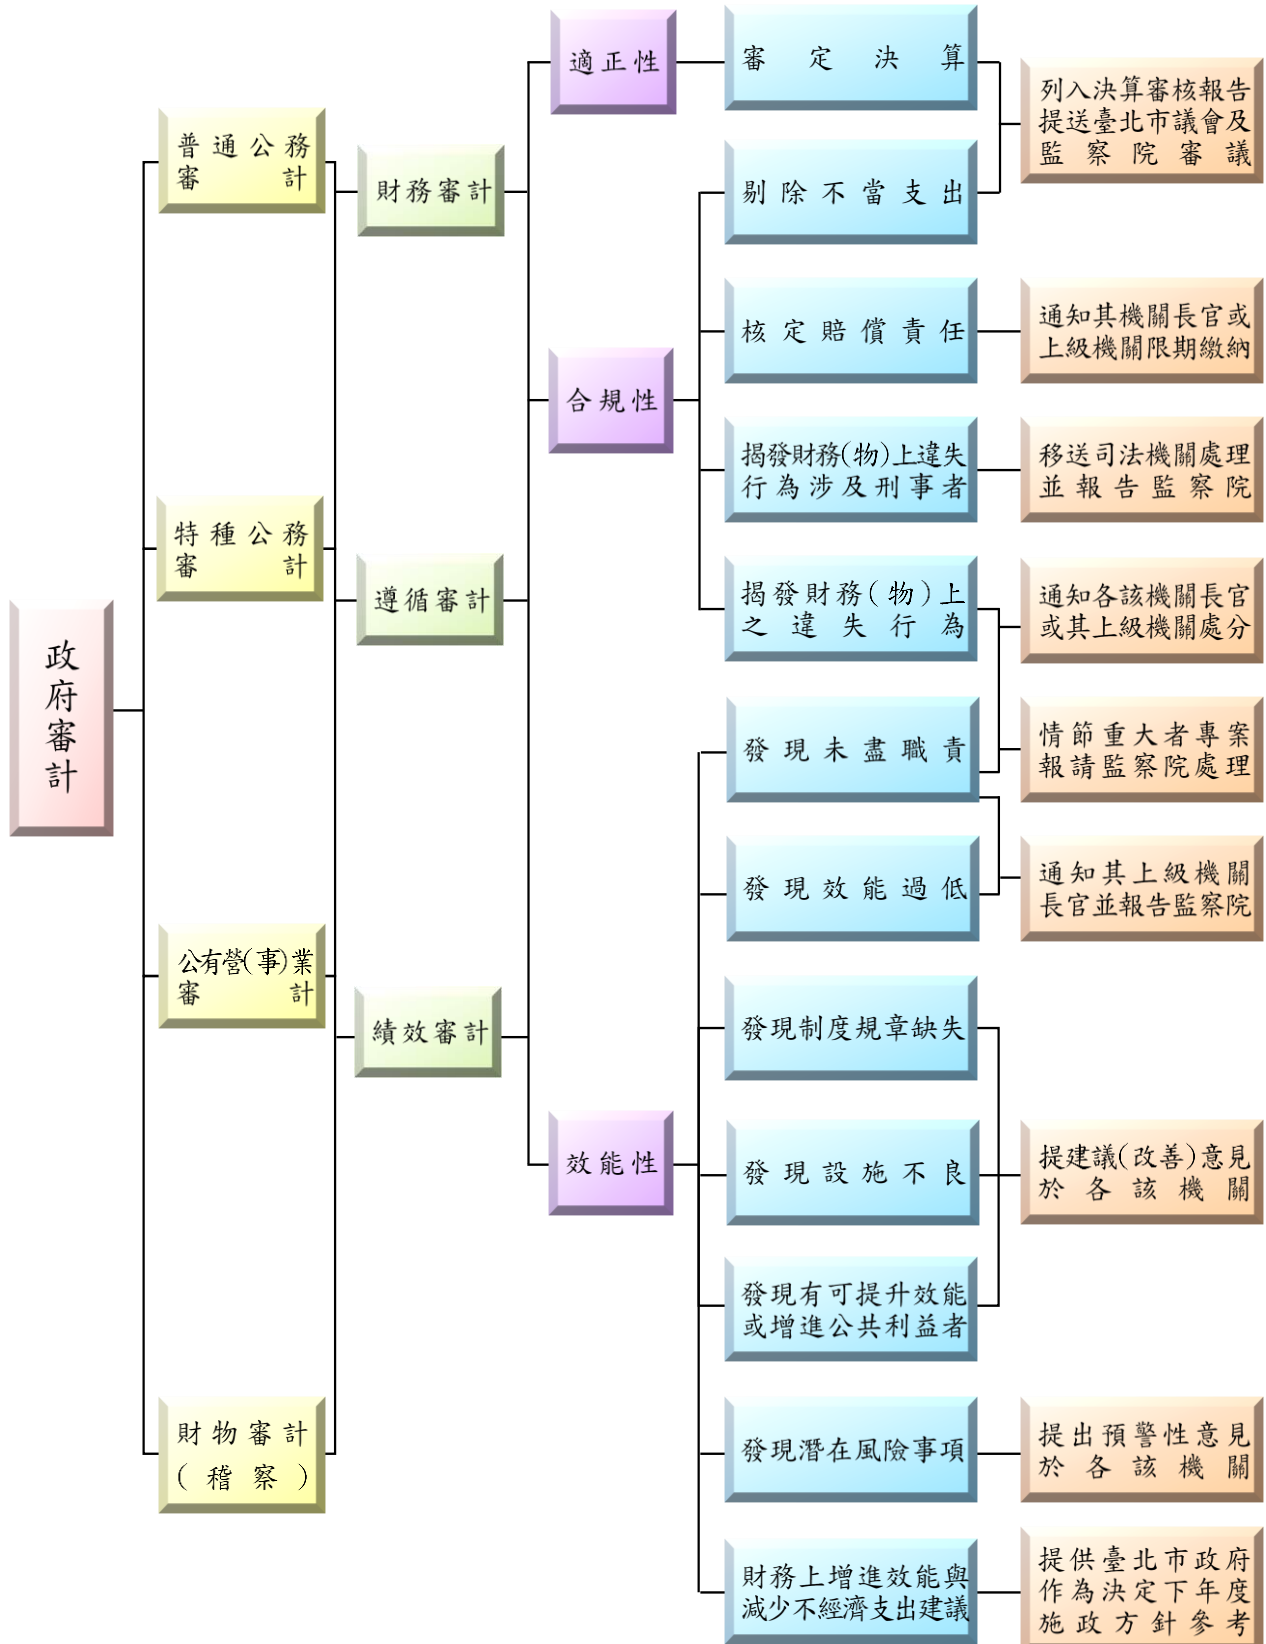 政府審計
普通公務
審計
特種公務
審計
公有營(事)業
審計
財物審計
(稽察)
財務審計
遵循審計
績效審計
適正性
合規性
效能性
審定決算
剔除不當支出
核定賠償責任
揭發財務(物)上違失
行為涉及刑事者
揭發財務(物)上
之違失行為
發現未盡職責
發現效能過低
發現制度規章缺失
發現設施不良
發現有可提升效能
或增進公共利益者
發現潛在風險事項
財務上增進效能與
減少不經濟支出建議
列入決算審核報告
提送臺北市議會及
監察院審議
通知其機關長官或
上級機關限期繳納
移送司法機關處理
並報告監察院
通知各該機關長官
或其上級機關處分
情節重大者專案
報請監察院處理
通知其上級機關
長官並報告監察院
提建議(改善)意見
於各該機關
提出預警性意見
於各該機關
提供臺北市政府
作為決定下年度
施政方針參考